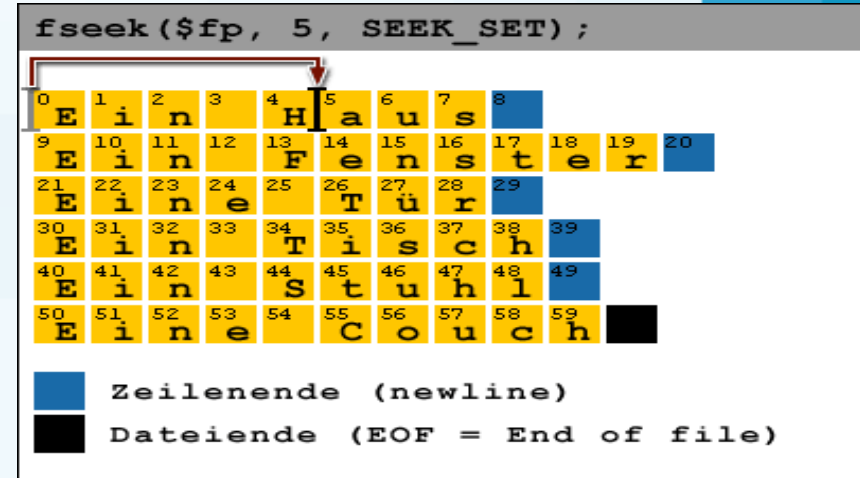 fseek($fp, 5, SEEK_SET);
0 E 1 i 2 n 3 4 H 5 a 6 u 7 s 8
9 E 10 i 11 n 12 13 F 14 e 15 n 16 s 17 t 18 e 19 r 20
21 E 22 i 23 n 24 e 25 26 T 27 ü 28 r 29
30 E 31 i 32 n 33 34 T 35 i 36 s 37 c 38 h 39
40 E 41 i 42 n 43 44 S 45 t 46 u 47 h 48 l 49
50 E 51 i 52 n 53 e 54 55 C 56 o 57 u 58 c 59 h
Zeilenende (newline)
Dateiende (EOF = End of file)